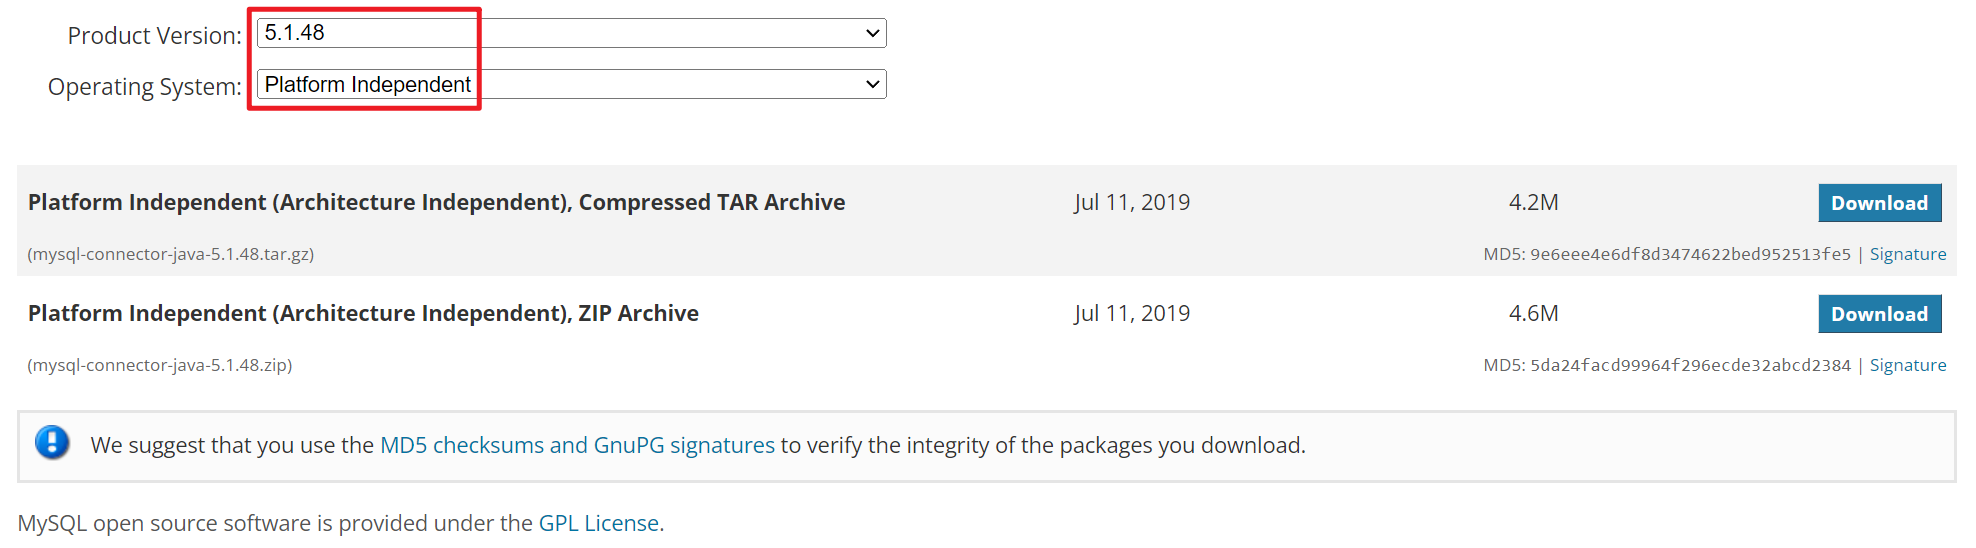 Product Version: 5.1.48
Operating System: Platform Independent
Platform Independent (Architecture Independent), Compressed TAR Archive Jul 11, 2019 4.2M Download
(mysql-connector-java-5.1.48.tar.gz) MD5: 9e6eee4e6df8d3474622bed952513fe5 | Signature
Platform Independent (Architecture Independent), ZIP Archive Jul 11, 2019 4.6M Download
(mysql-connector-java-5.1.48.zip) MD5: 5da24facd99964f296ecde32abcd2384 | Signature
We suggest that you use the MD5 checksums and GnuPG signatures to verify the integrity of the packages you download.
MySQL open source software is provided under the GPL License.